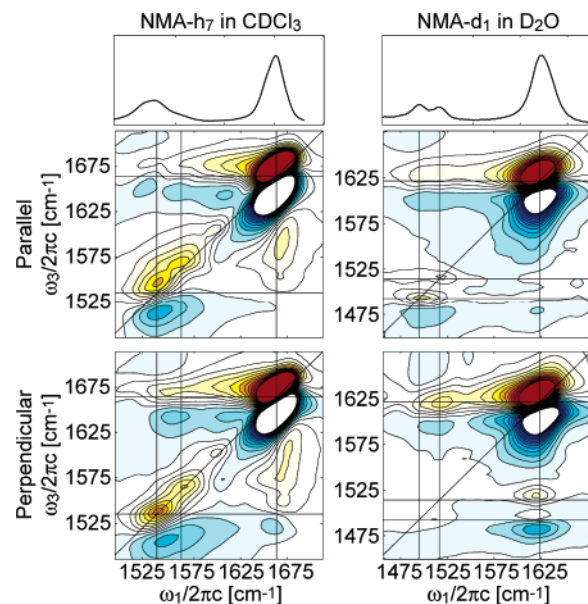 NMA-h₇ in CDCl₃ NMA-d₁ in D₂O
Parallel
ω₃/2πc [cm⁻¹]
1675
1645
1575
1525
1625
1575
1525
1475
Perpendicular
ω₃/2πc [cm⁻¹]
1675
1645
1575
1525
1625
1575
1525
1475
1525 1575 1625 1675 1475 1525 1575 1625
ω₁/2πc [cm⁻¹] ω₁/2πc [cm⁻¹]